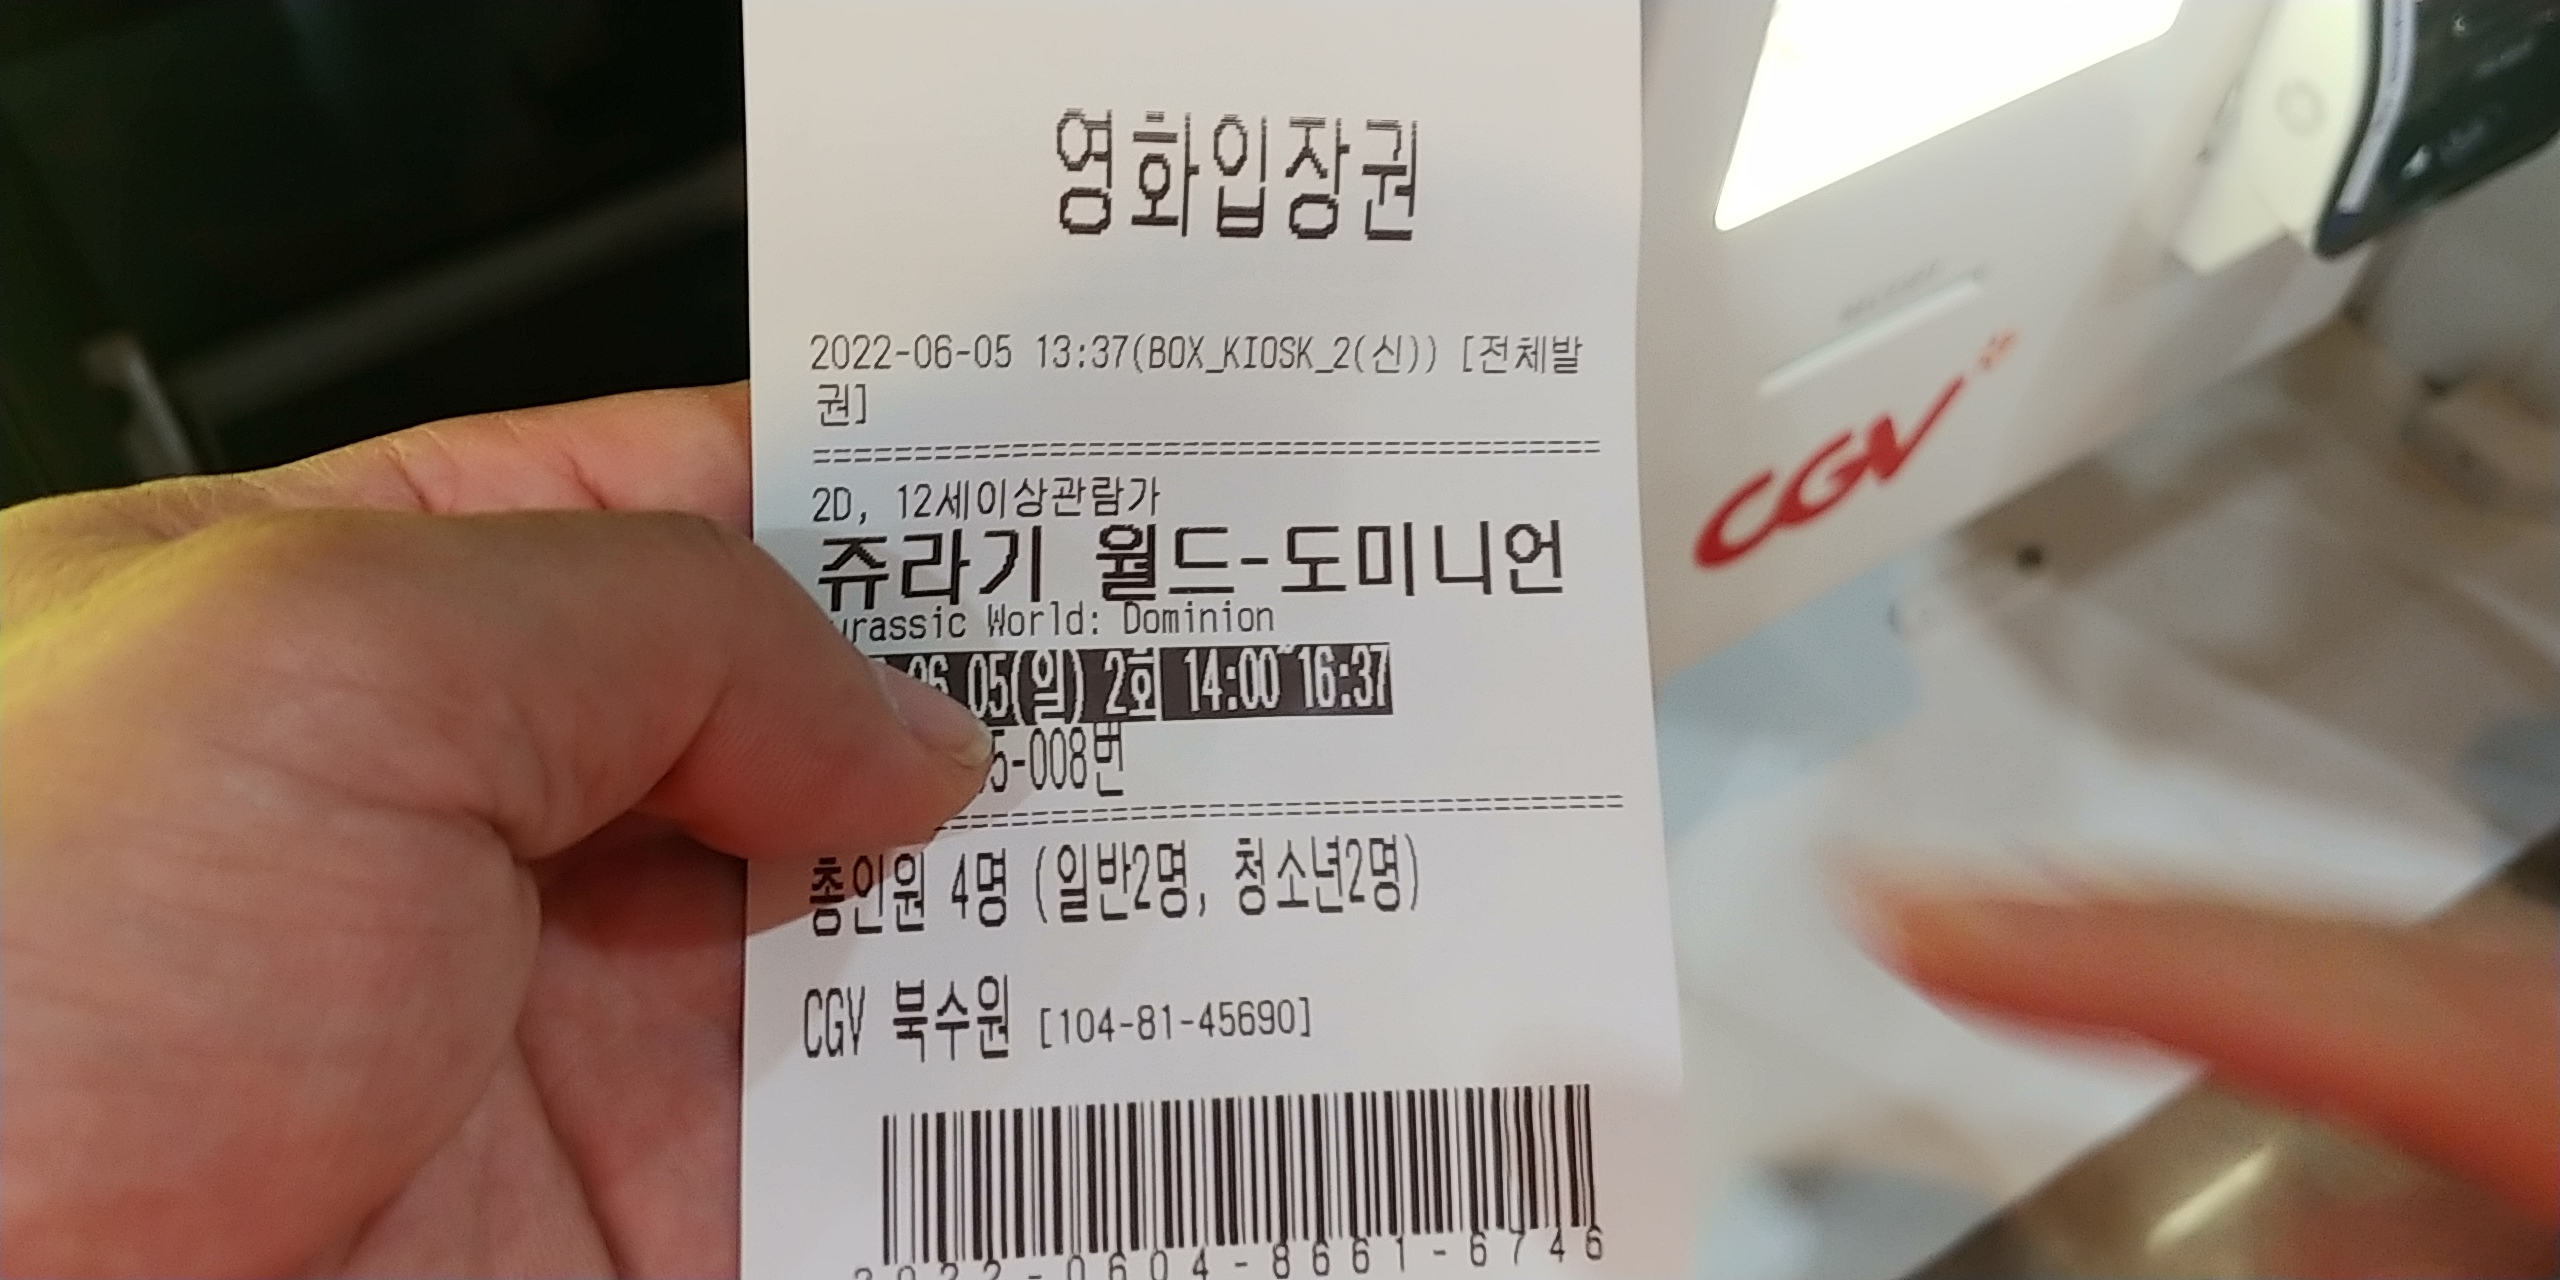 영화입장권
2022-06-05 13:37(BOX_KIOSK_2(신)) [전체발
권]
==============================================
2D, 12세이상관람가
쥬라기 월드-도미니언
urassic World: Dominion
06.05(일) 2회 14:00~16:37
5-008번
총인원 4명 (일반2명, 청소년2명)
CGV 북수원 [104-81-45690]
2022-0604-8661-6746
CGV